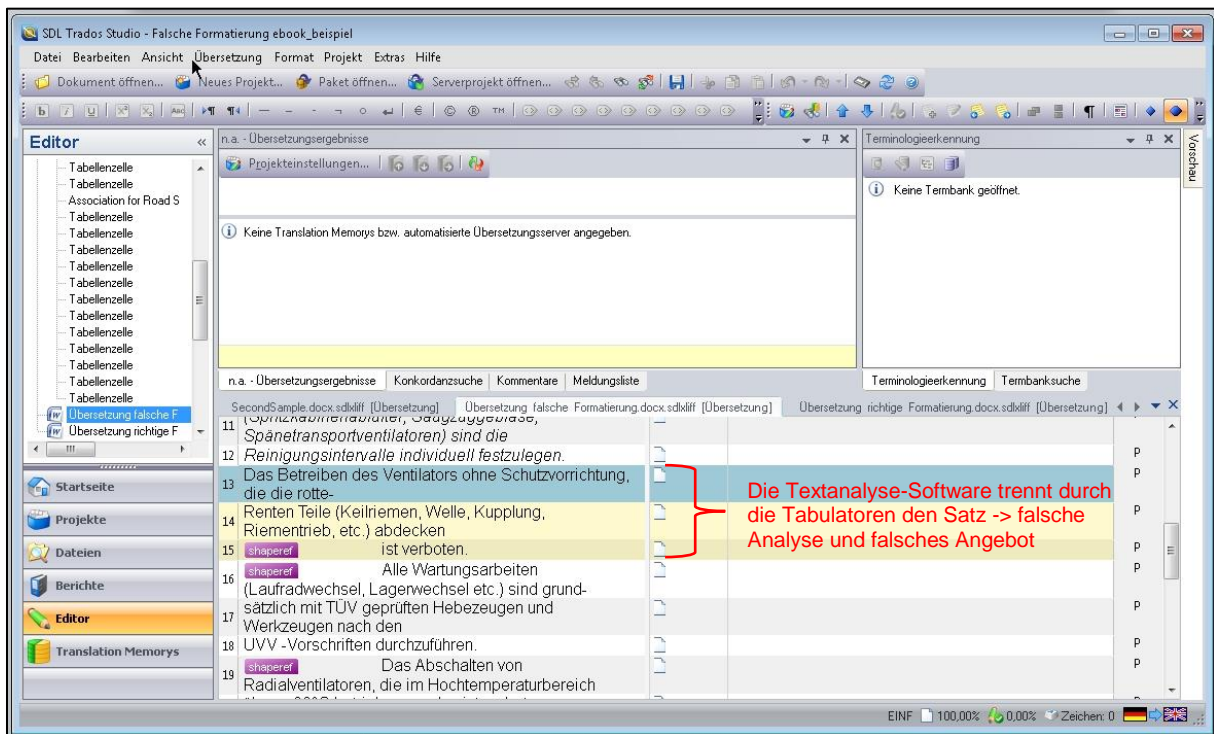 SDL Trados Studio - Falsche Formatierung ebook_beispiel
Datei Bearbeiten Ansicht Übersetzung Format Projekt Extras Hilfe
Dokument öffnen... Neues Projekt... Paket öffnen... Serverprojekt öffnen...
Editor
Tabellenzelle
Tabellenzelle
Association for Road S
Tabellenzelle
Tabellenzelle
Tabellenzelle
Tabellenzelle
Tabellenzelle
Tabellenzelle
Tabellenzelle
Tabellenzelle
Tabellenzelle
Tabellenzelle
Tabellenzelle
Tabellenzelle
Übersetzung falsche F
Übersetzung richtige F
Startseite
Projekte
Dateien
Berichte
Editor
Translation Memorys
n.a. - Übersetzungsergebnisse
Projekteinstellungen...
Keine Translation Memorys bzw. automatisierte Übersetzungsserver angegeben.
n.a. - Übersetzungsergebnisse Konkordanzsuche Kommentare Meldungsliste
Terminologieerkennung
Keine Termbank geöffnet.
Terminologieerkennung Termbanksuche
Vorschau
SecondSample.docx.sdlxliff [Übersetzung] Übersetzung falsche Formatierung.docx.sdlxliff [Übersetzung] Übersetzung richtige Formatierung.docx.sdlxliff [Übersetzung]
11 (Spritzkabinenabluter, Saugzuggebläse,
Spänetransportventilatoren) sind die
12 Reinigungsintervalle individuell festzulegen. P
13 Das Betreiben des Ventilators ohne Schutzvorrichtung, P
die die rotte-
14 Renten Teile (Keilriemen, Welle, Kupplung, P
Riementrieb, etc.) abdecken
15 shaperef ist verboten. P
16 shaperef Alle Wartungsarbeiten P
(Laufradwechsel, Lagerwechsel etc.) sind grund-
17 sätzlich mit TÜV geprüften Hebezeugen und P
Werkzeugen nach den
18 UVV -Vorschriften durchzuführen. P
19 shaperef Das Abschalten von P
Radialventilatoren, die im Hochtemperaturbereich
Die Textanalyse-Software trennt durch
die Tabulatoren den Satz -> falsche
Analyse und falsches Angebot
EINF 100,00% 0,00% Zeichen: 0